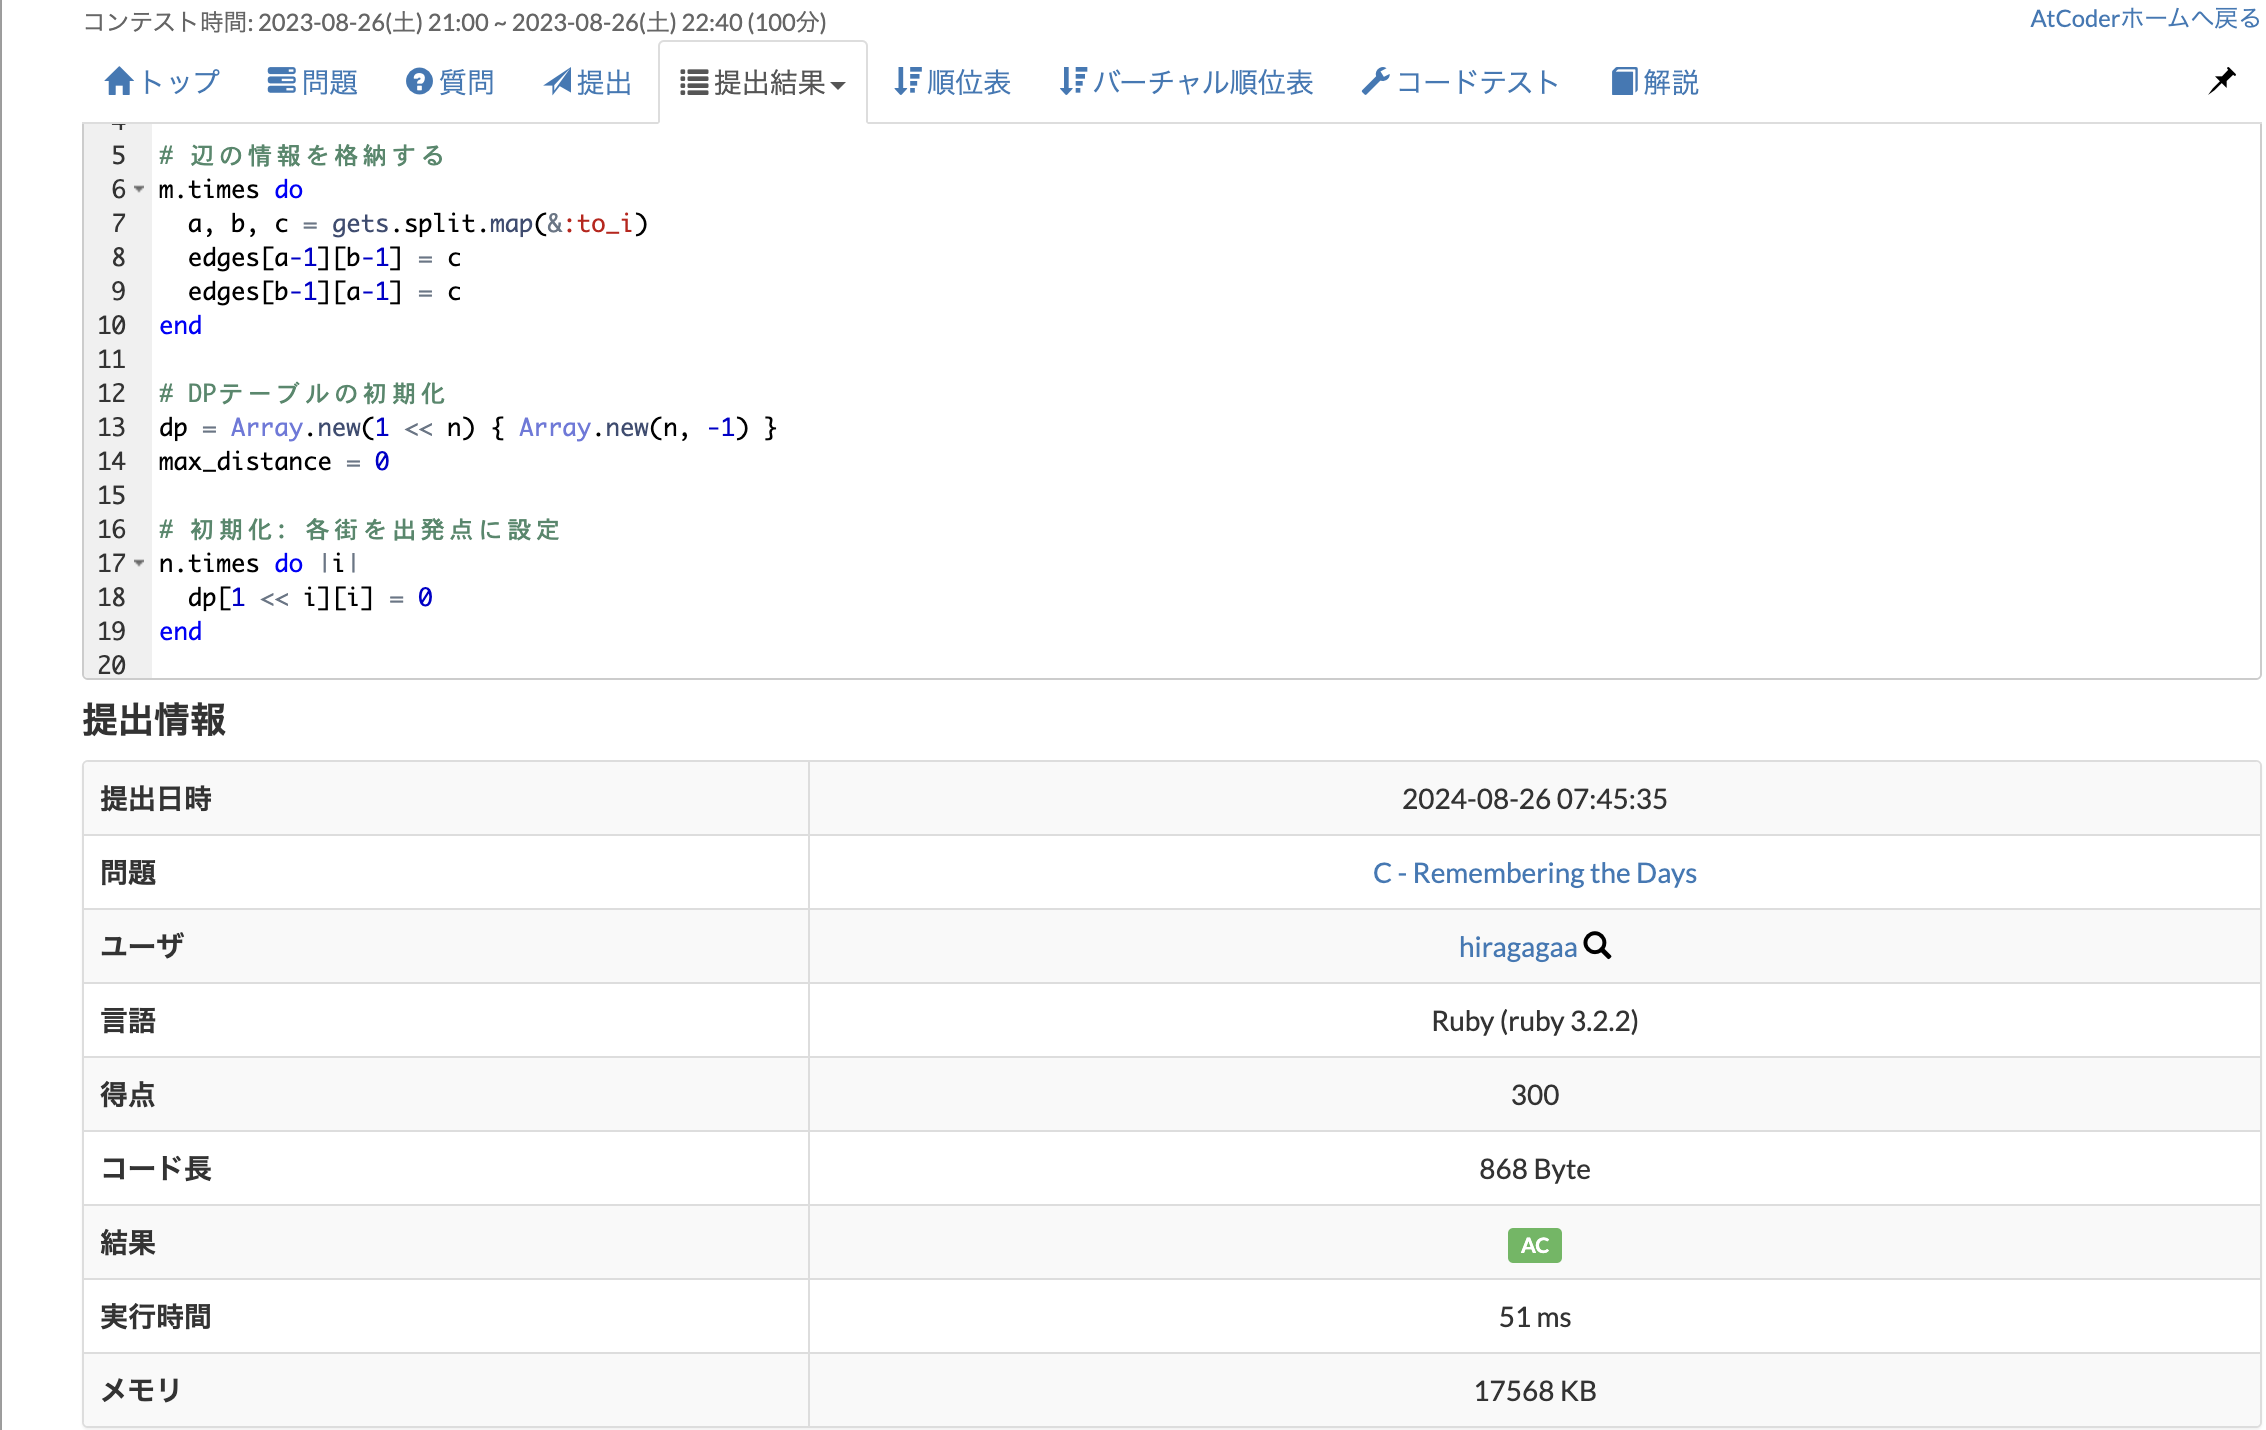 コンテスト時間: 2023-08-26(土) 21:00 ~ 2023-08-26(土) 22:40 (100分)
AtCoderホームへ戻る
トップ 問題 質問 提出 提出結果 順位表 バーチャル順位表 コードテスト 解説
4
5 # 辺の情報を格納する
6 m.times do
7 a, b, c = gets.split.map(&:to_i)
8 edges[a-1][b-1] = c
9 edges[b-1][a-1] = c
10 end
11
12 # DPテーブルの初期化
13 dp = Array.new(1 << n) { Array.new(n, -1) }
14 max_distance = 0
15
16 # 初期化: 各街を出発点に設定
17 n.times do |i|
18 dp[1 << i][i] = 0
19 end
20
提出情報
提出日時 2024-08-26 07:45:35
問題 C - Remembering the Days
ユーザ hiragagaa
言語 Ruby (ruby 3.2.2)
得点 300
コード長 868 Byte
結果 AC
実行時間 51 ms
メモリ 17568 KB